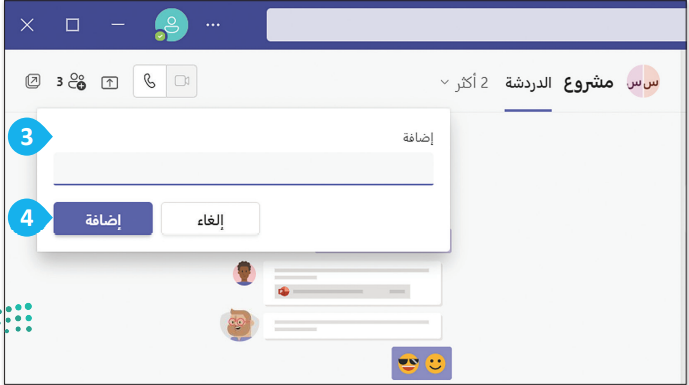 س س مشروع الدردشة 2 أكثر 3
3
إضافة
4
إضافة إلغاء